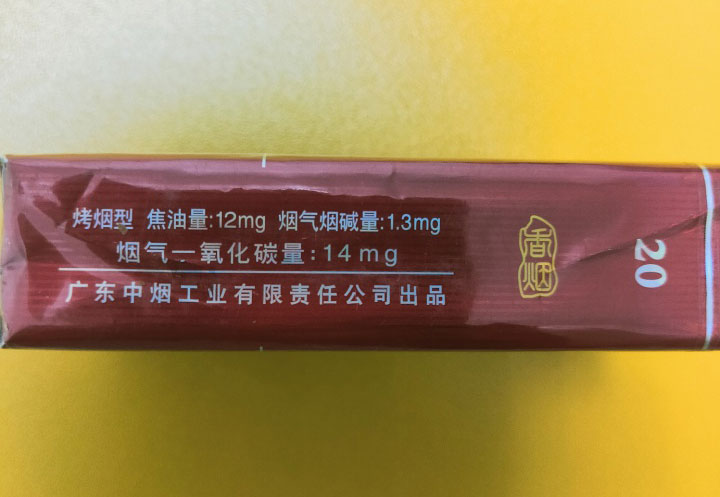 烤烟型 焦油量:12mg 烟气烟碱量:1.3mg
烟气一氧化碳量:14mg
广东中烟工业有限责任公司出品
香烟
20